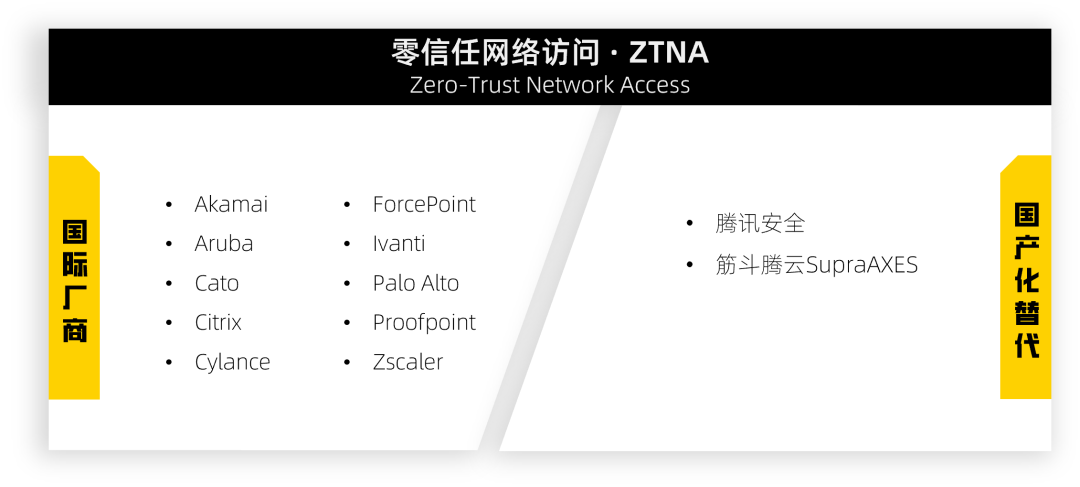 零信任网络访问 · ZTNA
Zero-Trust Network Access
国际厂商
• Akamai
• Aruba
• Cato
• Citrix
• Cylance
• ForcePoint
• Ivanti
• Palo Alto
• Proofpoint
• Zscaler
• 腾讯安全
• 筋斗腾云SupraAXES
国产化替代